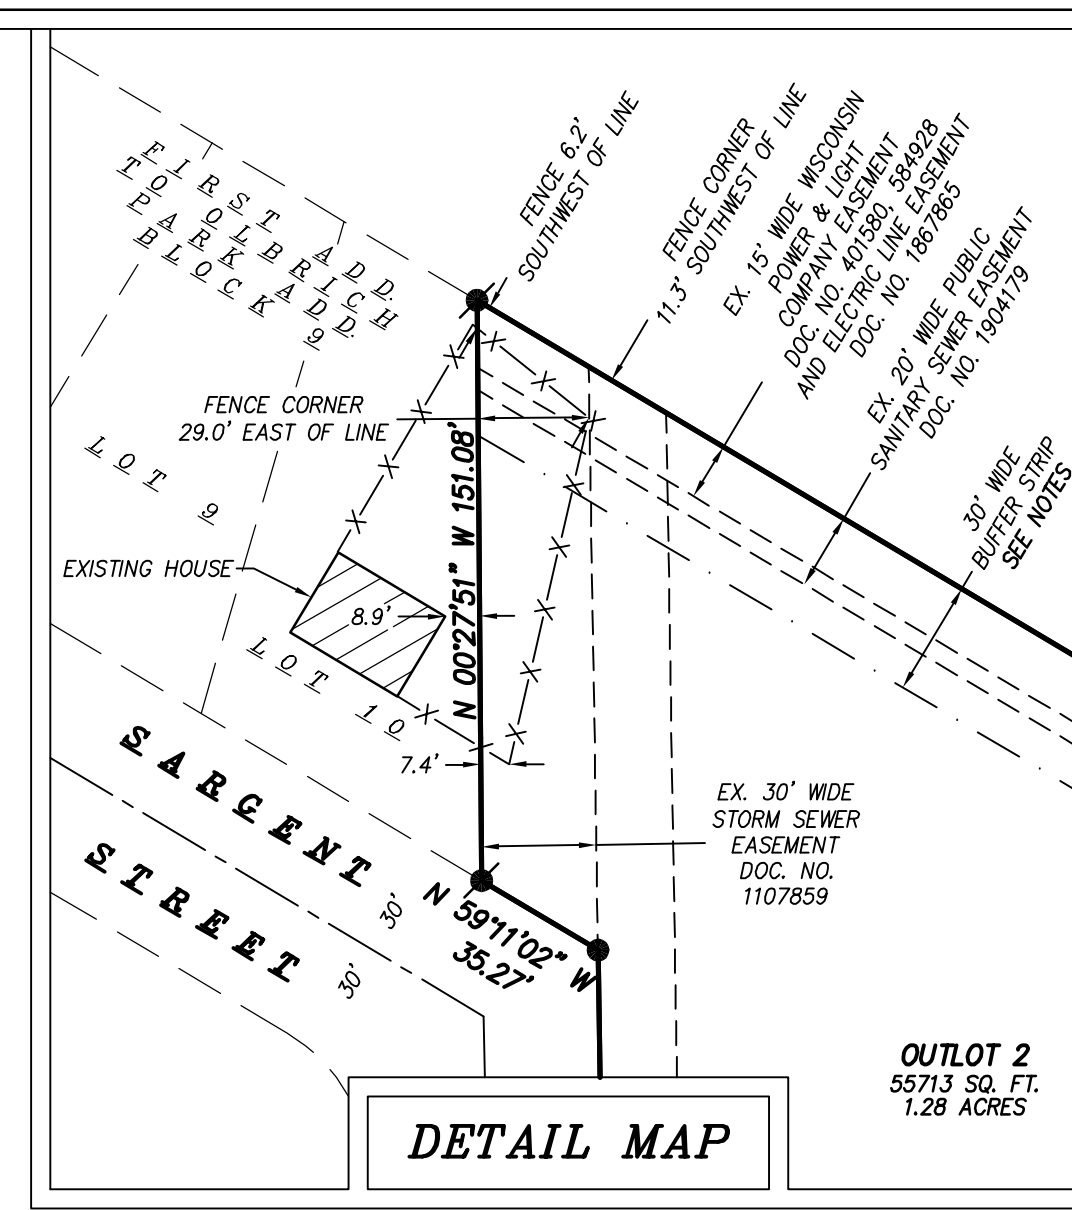 FIRST ADD.
TO OLBRICH
PARK ADD.
BLOCK 9
FENCE 6.2'
SOUTHWEST OF LINE
FENCE CORNER
11.3' SOUTHWEST OF LINE
EX. 15' WIDE WISCONSIN
POWER & LIGHT
COMPANY EASEMENT
DOC. NO. 401580, 584928
AND ELECTRIC LINE EASEMENT
DOC. NO. 1867865
EX. 20' WIDE PUBLIC
SANITARY SEWER EASEMENT
DOC. NO. 1904179
30' WIDE
BUFFER STRIP
SEE NOTES
FENCE CORNER
29.0' EAST OF LINE
N 00°27'51" W 151.08'
LOT 9
EXISTING HOUSE
8.9'
LOT 10
7.4'
SARGENT
STREET
30'
30'
EX. 30' WIDE
STORM SEWER
EASEMENT
DOC. NO.
1107859
N 59°11'02" W
35.27'
OUTLOT 2
55713 SQ. FT.
1.28 ACRES
DETAIL MAP